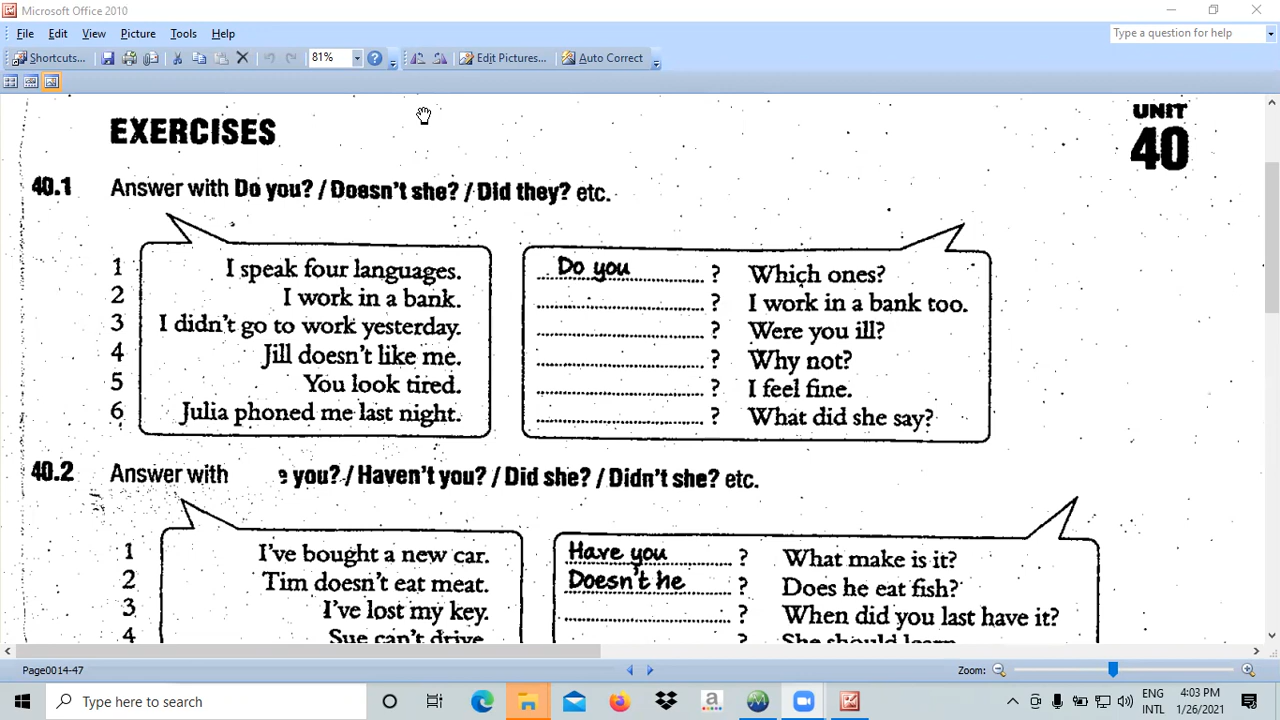 Microsoft Office 2010
File Edit View Picture Tools Help
Type a question for help
Shortcuts... 81% Edit Pictures... Auto Correct
EXERCISES
UNIT
40
40.1 Answer with Do you? / Doesn't she? / Did they? etc.
1 I speak four languages. Do you ? Which ones?
2 I work in a bank. ? I work in a bank too.
3 I didn't go to work yesterday. ? Were you ill?
4 Jill doesn't like me. ? Why not?
5 You look tired. ? I feel fine.
6 Julia phoned me last night. ? What did she say?
40.2 Answer with e you? / Haven't you? / Did she? / Didn't she? etc.
1 I've bought a new car. Have you ? What make is it?
2 Tim doesn't eat meat. Doesn't he ? Does he eat fish?
3 I've lost my key. ? When did you last have it?
4 Sue can't drive. ? She should learn.
Page0014-47 Zoom:
Type here to search
ENG 4:03 PM
INTL 1/26/2021